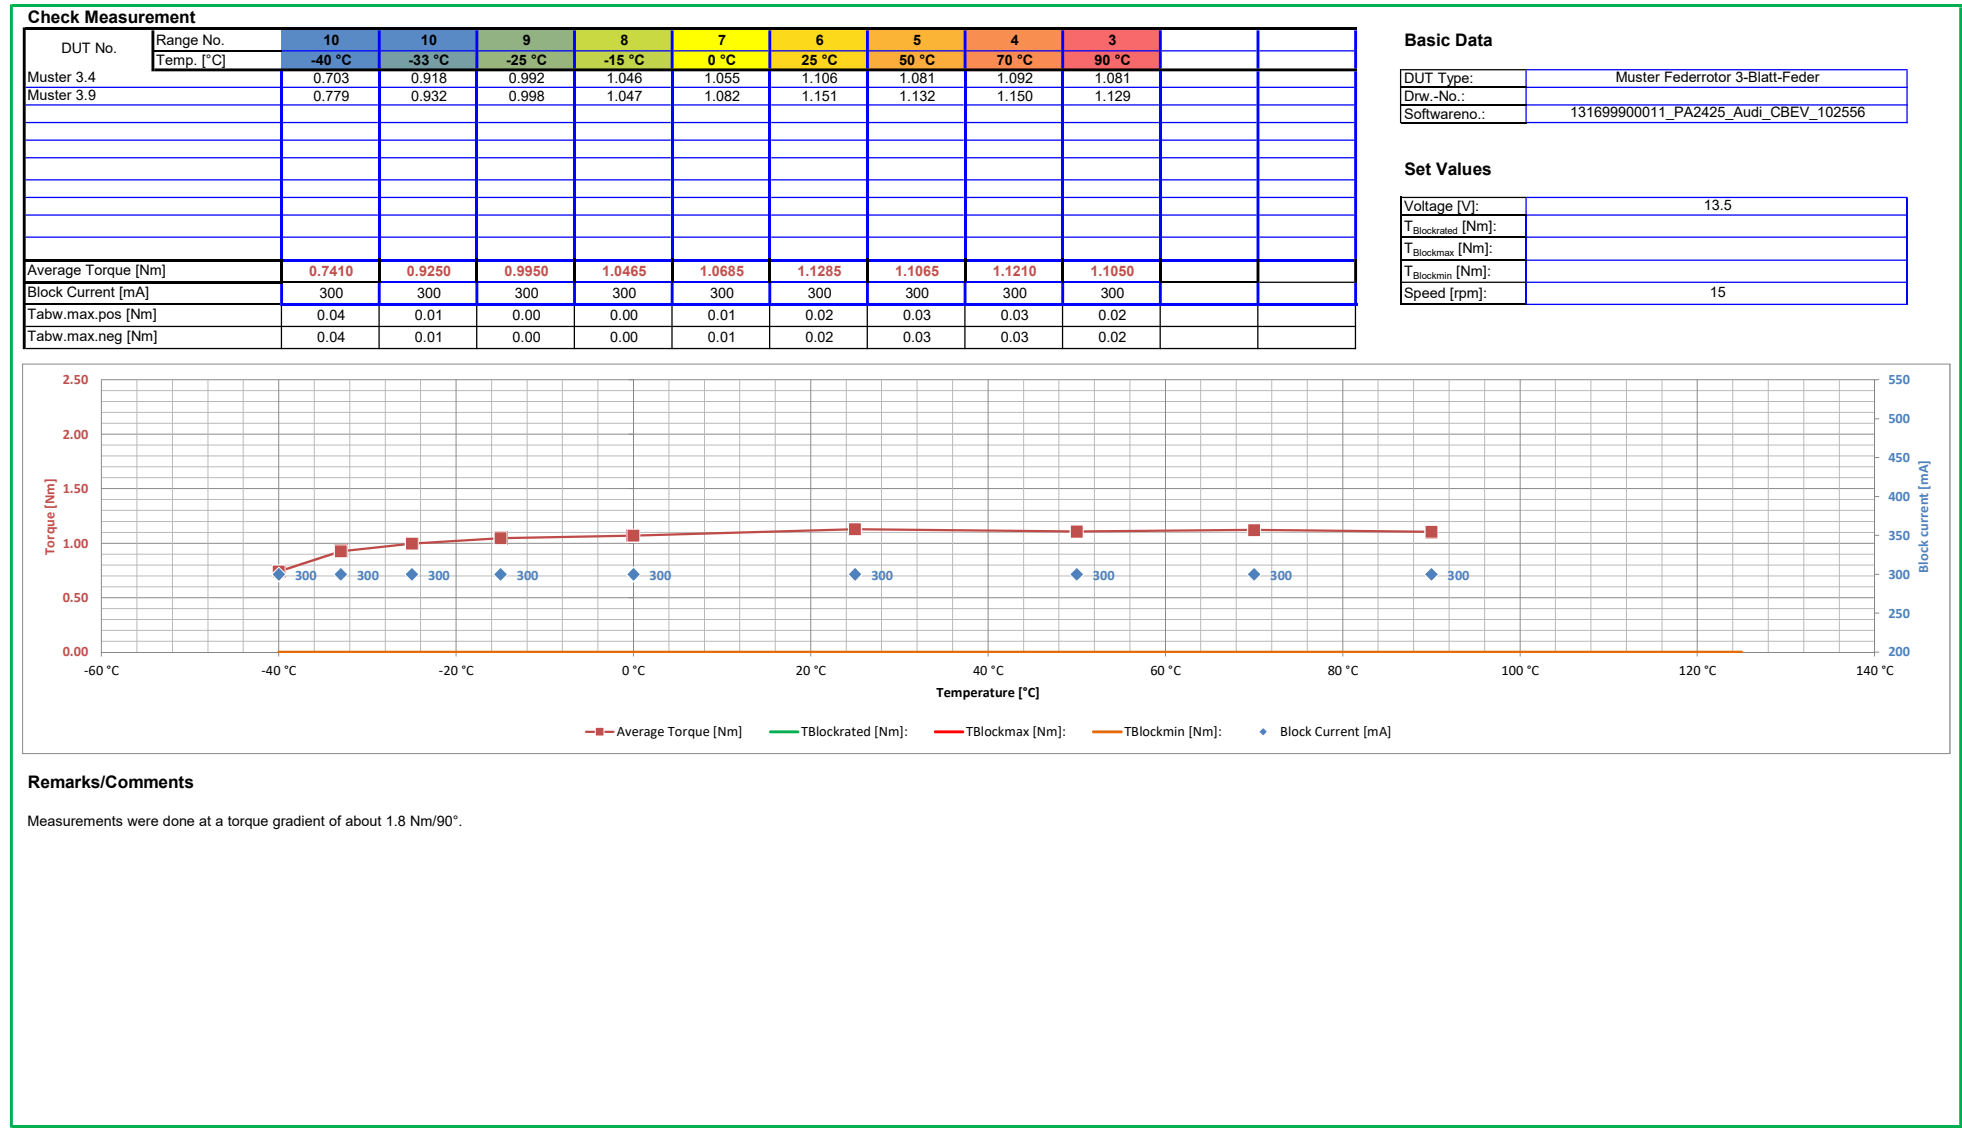 Check Measurement
DUT No. Range No. 10 10 9 8 7 6 5 4 3
Temp. [°C] -40 °C -33 °C -25 °C -15 °C 0 °C 25 °C 50 °C 70 °C 90 °C
Muster 3.4 0.703 0.918 0.992 1.046 1.055 1.106 1.081 1.092 1.081
Muster 3.9 0.779 0.932 0.998 1.047 1.082 1.151 1.132 1.150 1.129
Average Torque [Nm] 0.7410 0.9250 0.9950 1.0465 1.0685 1.1285 1.1065 1.1210 1.1050
Block Current [mA] 300 300 300 300 300 300 300 300 300
Tabw.max.pos [Nm] 0.04 0.01 0.00 0.00 0.01 0.02 0.03 0.03 0.02
Tabw.max.neg [Nm] 0.04 0.01 0.00 0.00 0.01 0.02 0.03 0.03 0.02
Basic Data
DUT Type: Muster Federrotor 3-Blatt-Feder
Drw.-No.:
Softwareno.: 131699900011_PA2425_Audi_CBEV_102556
Set Values
Voltage [V]: 13.5
TBlockrated [Nm]:
TBlockmax [Nm]:
TBlockmin [Nm]:
Speed [rpm]: 15
Torque [Nm]
2.50
2.00
1.50
1.00
0.50
0.00
300 300 300 300 300 300 300 300 300
550
500
450
400
350
300
250
200
Block current [mA]
-60 °C -40 °C -20 °C 0 °C 20 °C 40 °C 60 °C 80 °C 100 °C 120 °C 140 °C
Temperature [°C]
Average Torque [Nm] TBlockrated [Nm]: TBlockmax [Nm]: TBlockmin [Nm]: Block Current [mA]
Remarks/Comments
Measurements were done at a torque gradient of about 1.8 Nm/90°.